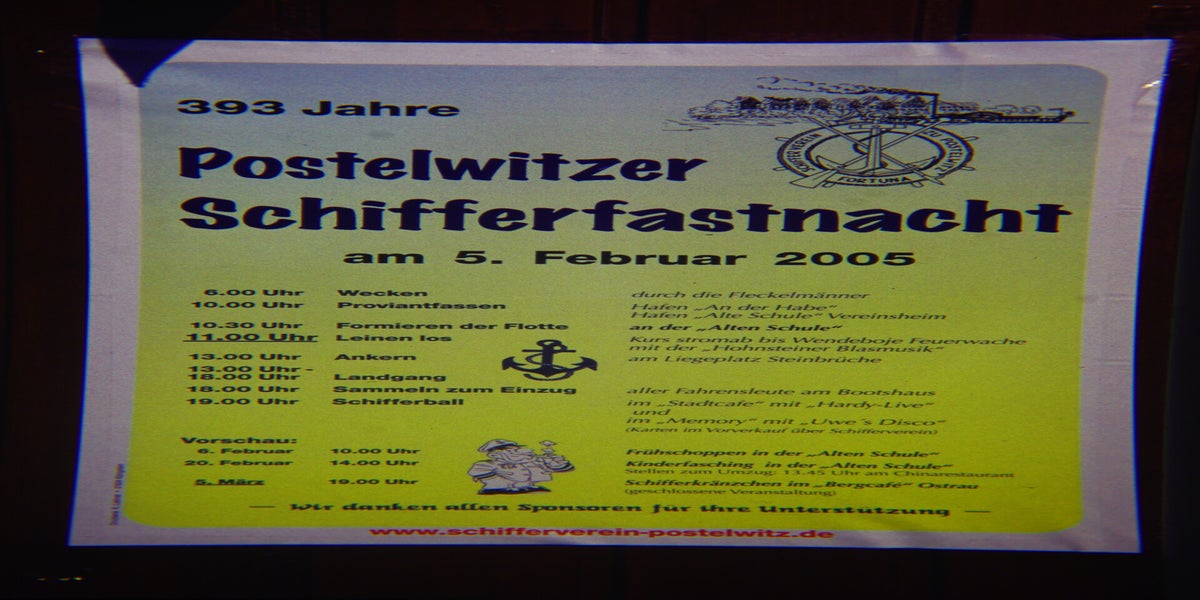 393 Jahre
SCHIFFERVEREIN POSTELWITZ
FORTUNA
Postelwitzer
Schifferfastnacht
am 5. Februar 2005
6.00 Uhr Wecken durch die Fleckelmänner
10.00 Uhr Proviantfassen Hafen „An der Habe“
Hafen „Alte Schule“ Vereinsheim
10.30 Uhr Formieren der Flotte an der „Alten Schule“
11.00 Uhr Leinen los Kurs stromab bis Wendeboje Feuerwache
mit der „Hohnsteiner Blasmusik“
13.00 Uhr Ankern am Liegeplatz Steinbrüche
13.00 Uhr -
18.00 Uhr Landgang
18.00 Uhr Sammeln zum Einzug aller Fahrensleute am Bootshaus
19.00 Uhr Schifferball im „Stadtcafe“ mit „Hardy-Live“
und
im „Memory“ mit „Uwe´s Disco“
(Karten im Vorverkauf über Schifferverein)
Vorschau:
6. Februar 10.00 Uhr Frühschoppen in der „Alten Schule“
20. Februar 14.00 Uhr Kinderfasching in der „Alten Schule“
Stellen zum Umzug: 13.45 Uhr am Chinarestaurant
5. März 19.00 Uhr Schifferkränzchen im „Bergcafé“ Ostrau
(geschlossene Veranstaltung)
— Wir danken allen Sponsoren für ihre Unterstützung —
www.schifferverein-postelwitz.de